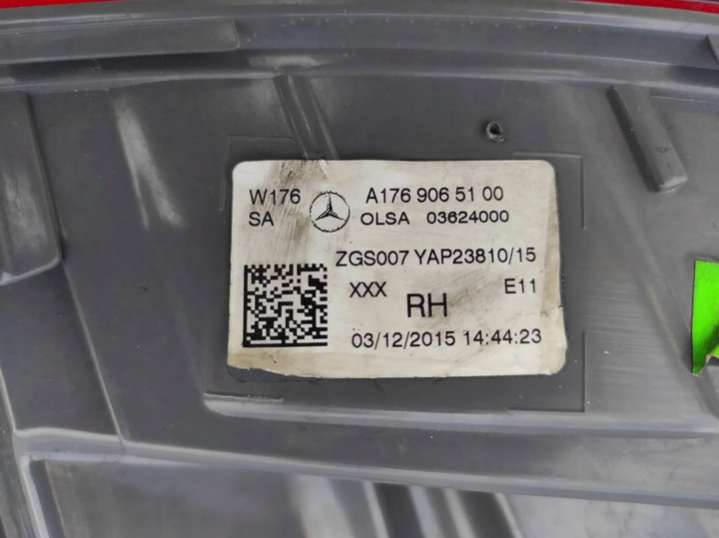 W176 A176 906 51 00
SA OLSA 03624000
ZGS007 YAP23810/15
XXX E11
RH
03/12/2015 14:44:23